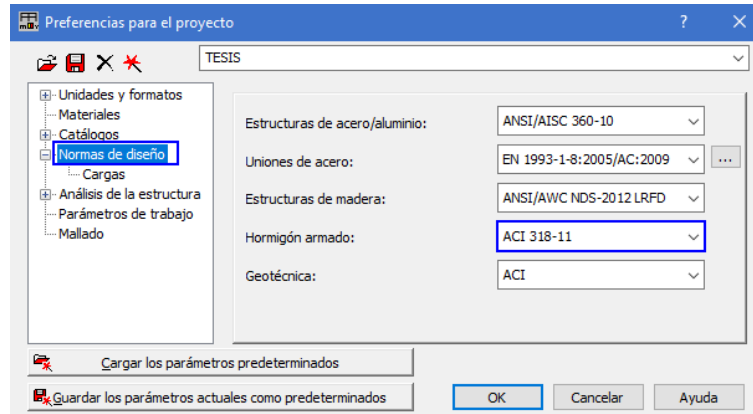 Preferencias para el proyecto
TESIS
Unidades y formatos
Materiales
Catálogos
Normas de diseño
Cargas
Análisis de la estructura
Parámetros de trabajo
Mallado
Estructuras de acero/aluminio: ANSI/AISC 360-10
Uniones de acero: EN 1993-1-8:2005/AC:2009 ...
Estructuras de madera: ANSI/AWC NDS-2012 LRFD
Hormigón armado: ACI 318-11
Geotécnica: ACI
Cargar los parámetros predeterminados
Guardar los parámetros actuales como predeterminados
OK Cancelar Ayuda